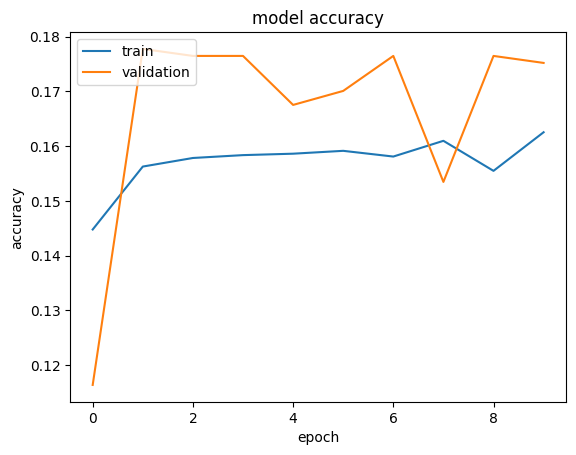 model accuracy
train
validation
0.18
0.17
0.16
0.15
0.14
0.13
0.12
accuracy
0 2 4 6 8
epoch